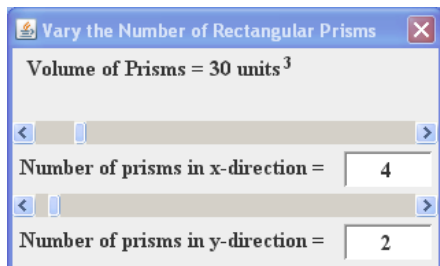 Vary the Number of Rectangular Prisms
Volume of Prisms = 30 units³
Number of prisms in x-direction = 4
Number of prisms in y-direction = 2